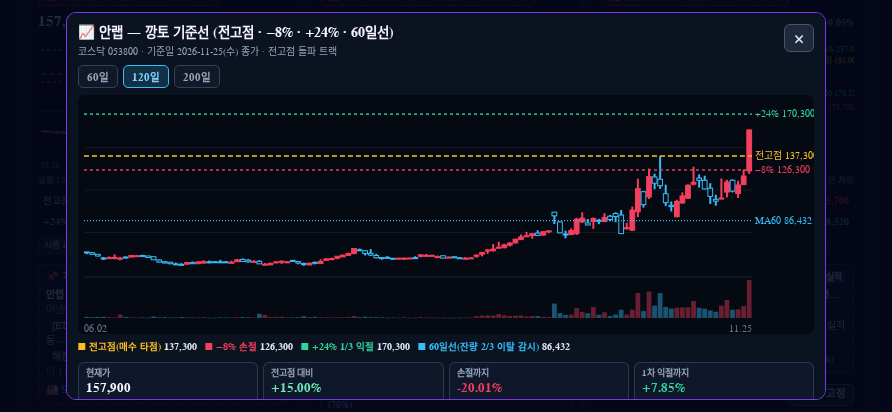 📈 안랩 — 깡토 기준선 (전고점 · −8% · +24% · 60일선)
코스닥 053800 · 기준일 2026-11-25(수) 종가 · 전고점 돌파 트랙
✕
60일 120일 200일
+24% 170,300
전고점 137,300
−8% 126,300
MA60 86,432
06.02 11.25
전고점(매수 타점) 137,300 −8% 손절 126,300 +24% 1/3 익절 170,300 60일선(잔량 2/3 이탈 감시) 86,432
현재가 전고점 대비 손절까지 1차 익절까지
157,900 +15.00% -20.01% +7.85%